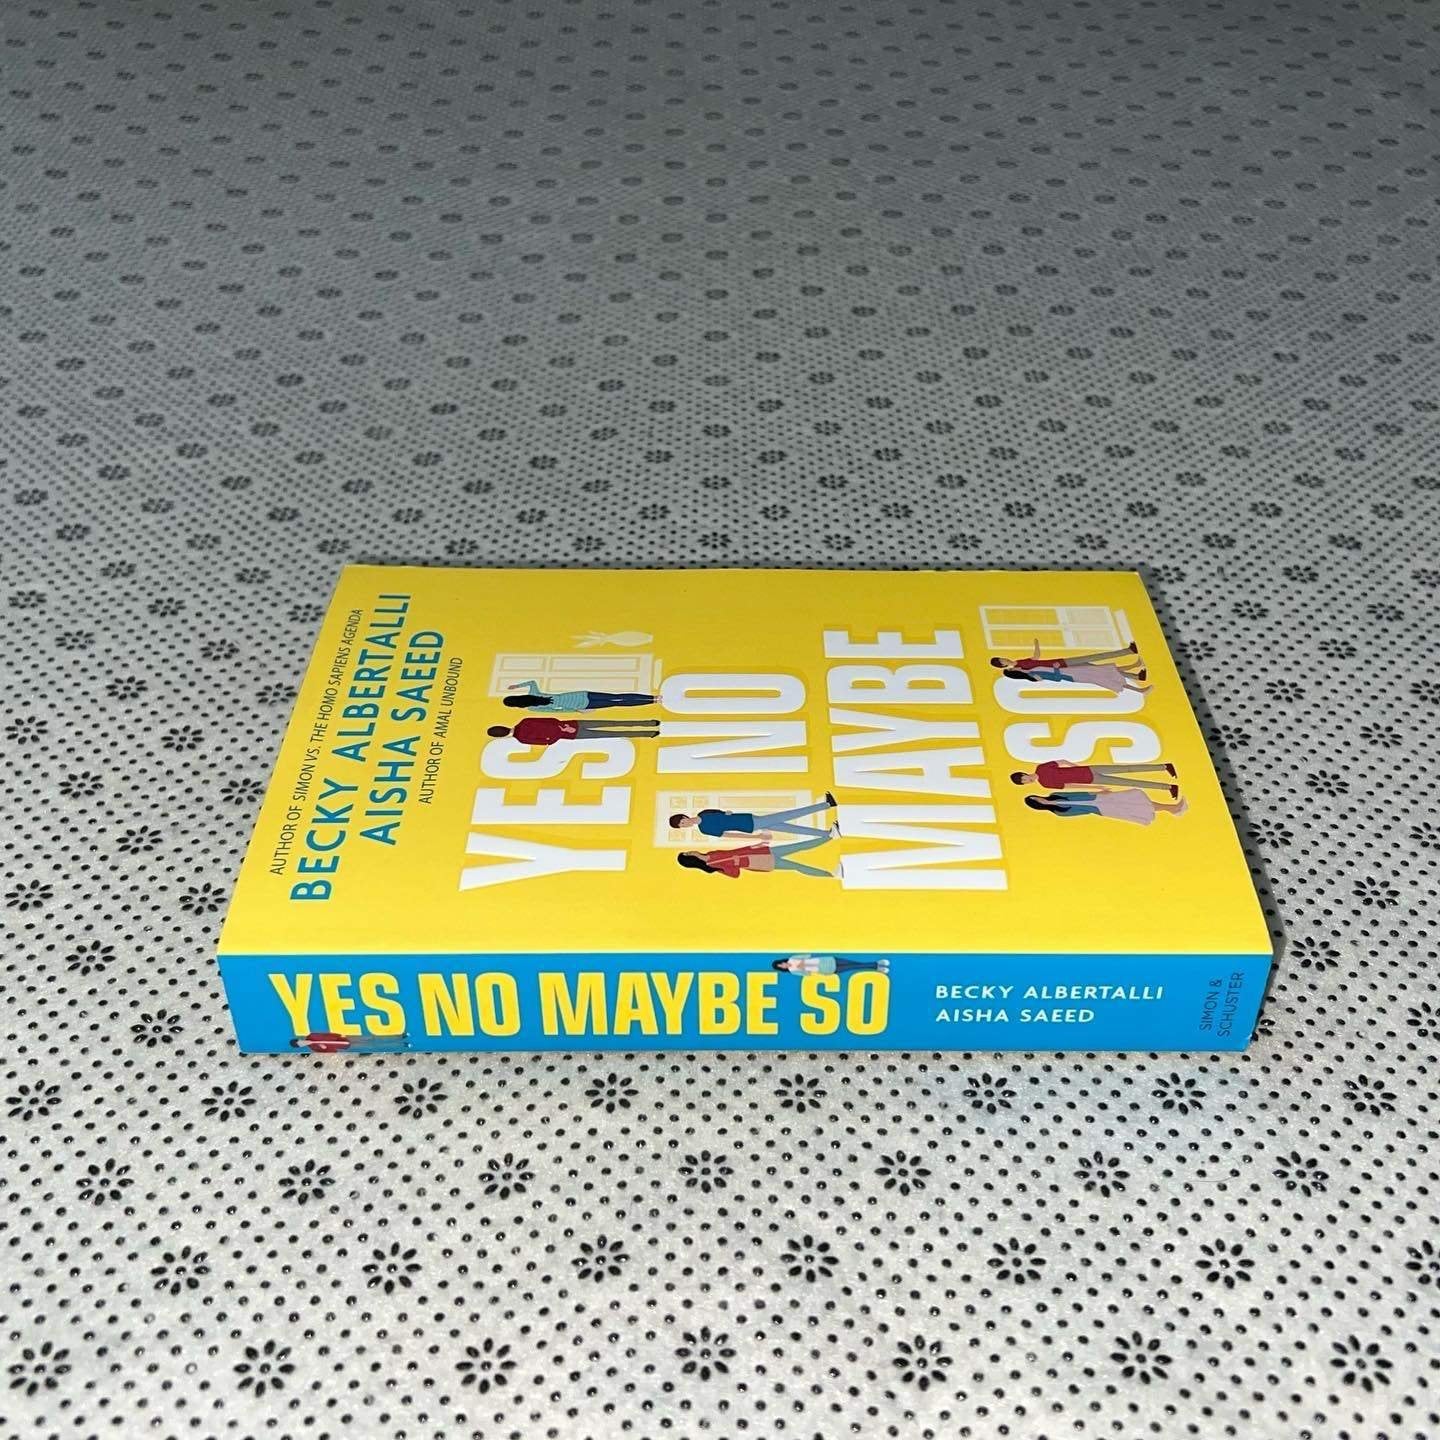 AUTHOR OF SIMON VS. THE HOMO SAPIENS AGENDA
BECKY ALBERTALLI
AISHA SAEED
AUTHOR OF AMAL UNBOUND
YES
NO
MAYBE
SO
YES NO MAYBE SO
BECKY ALBERTALLI
AISHA SAEED
SIMON &
SCHUSTER